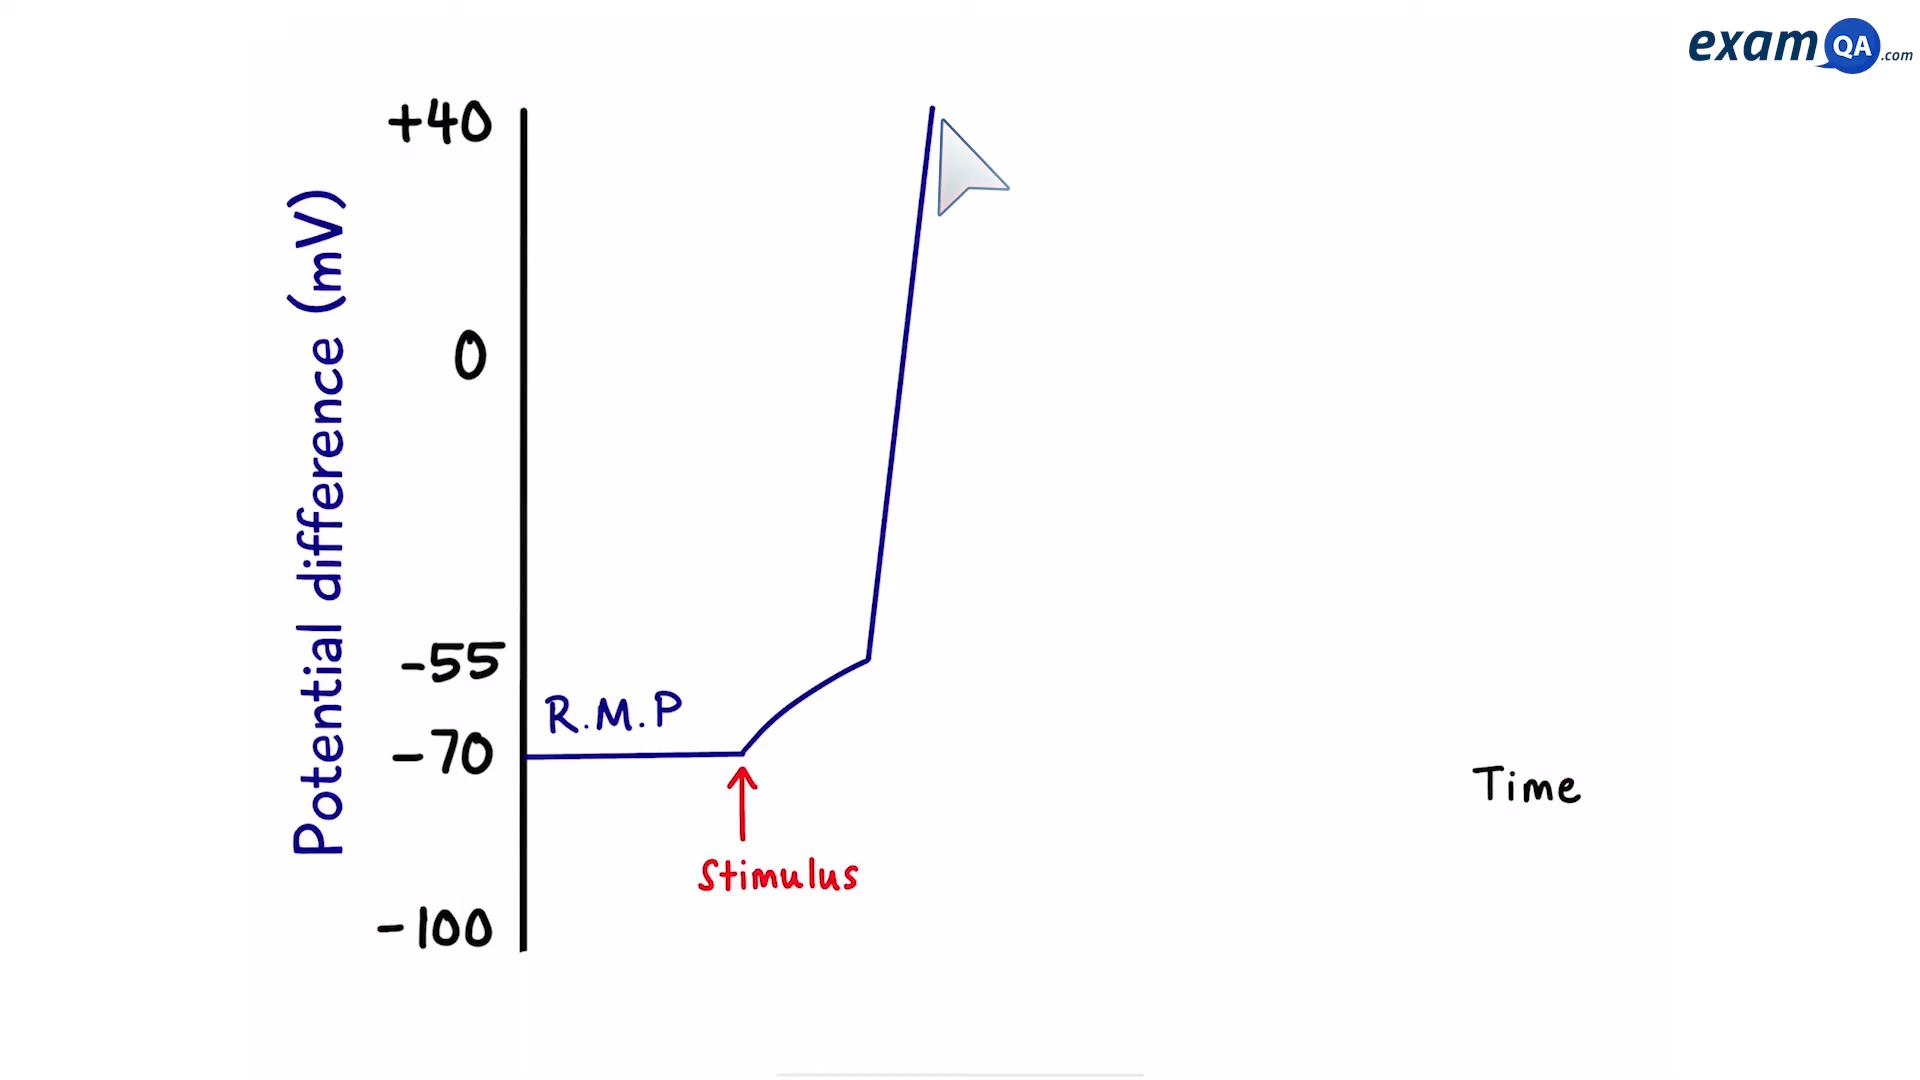 examQA.com
+40
Potential difference (mV)
0
-55
R.M.P
-70
Time
Stimulus
-100